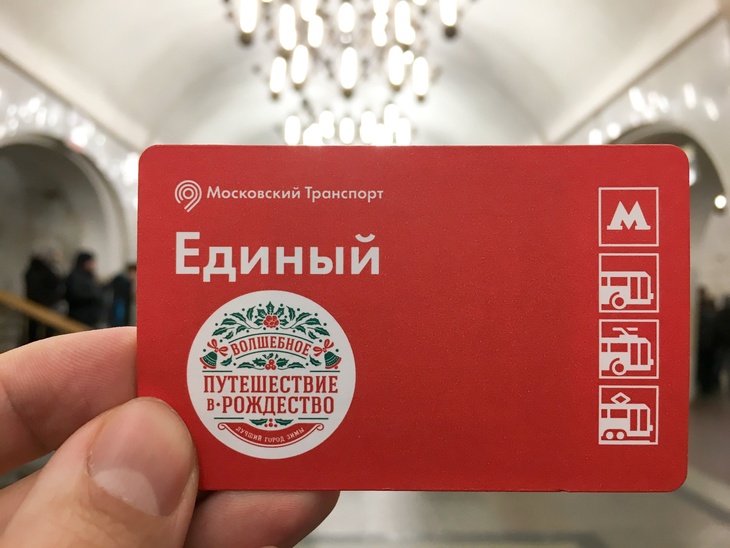 Московский Транспорт
Единый
ВОЛШЕБНОЕ
ПУТЕШЕСТВИЕ
В•РОЖДЕСТВО
ЛУЧШИЙ ГОРОД ЗИМЫ
М